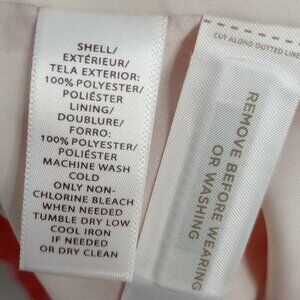 SHELL/
EXTÉRIEUR/
TELA EXTERIOR:
100% POLYESTER/
POLIÉSTER
LINING/
DOUBLURE/
FORRO:
100% POLYESTER/
POLIÉSTER
MACHINE WASH
COLD
ONLY NON-
CHLORINE BLEACH
WHEN NEEDED
TUMBLE DRY LOW
COOL IRON
IF NEEDED
OR DRY CLEAN
CUT ALONG DOTTED LINE
REMOVE BEFORE WEARING
OR WASHING